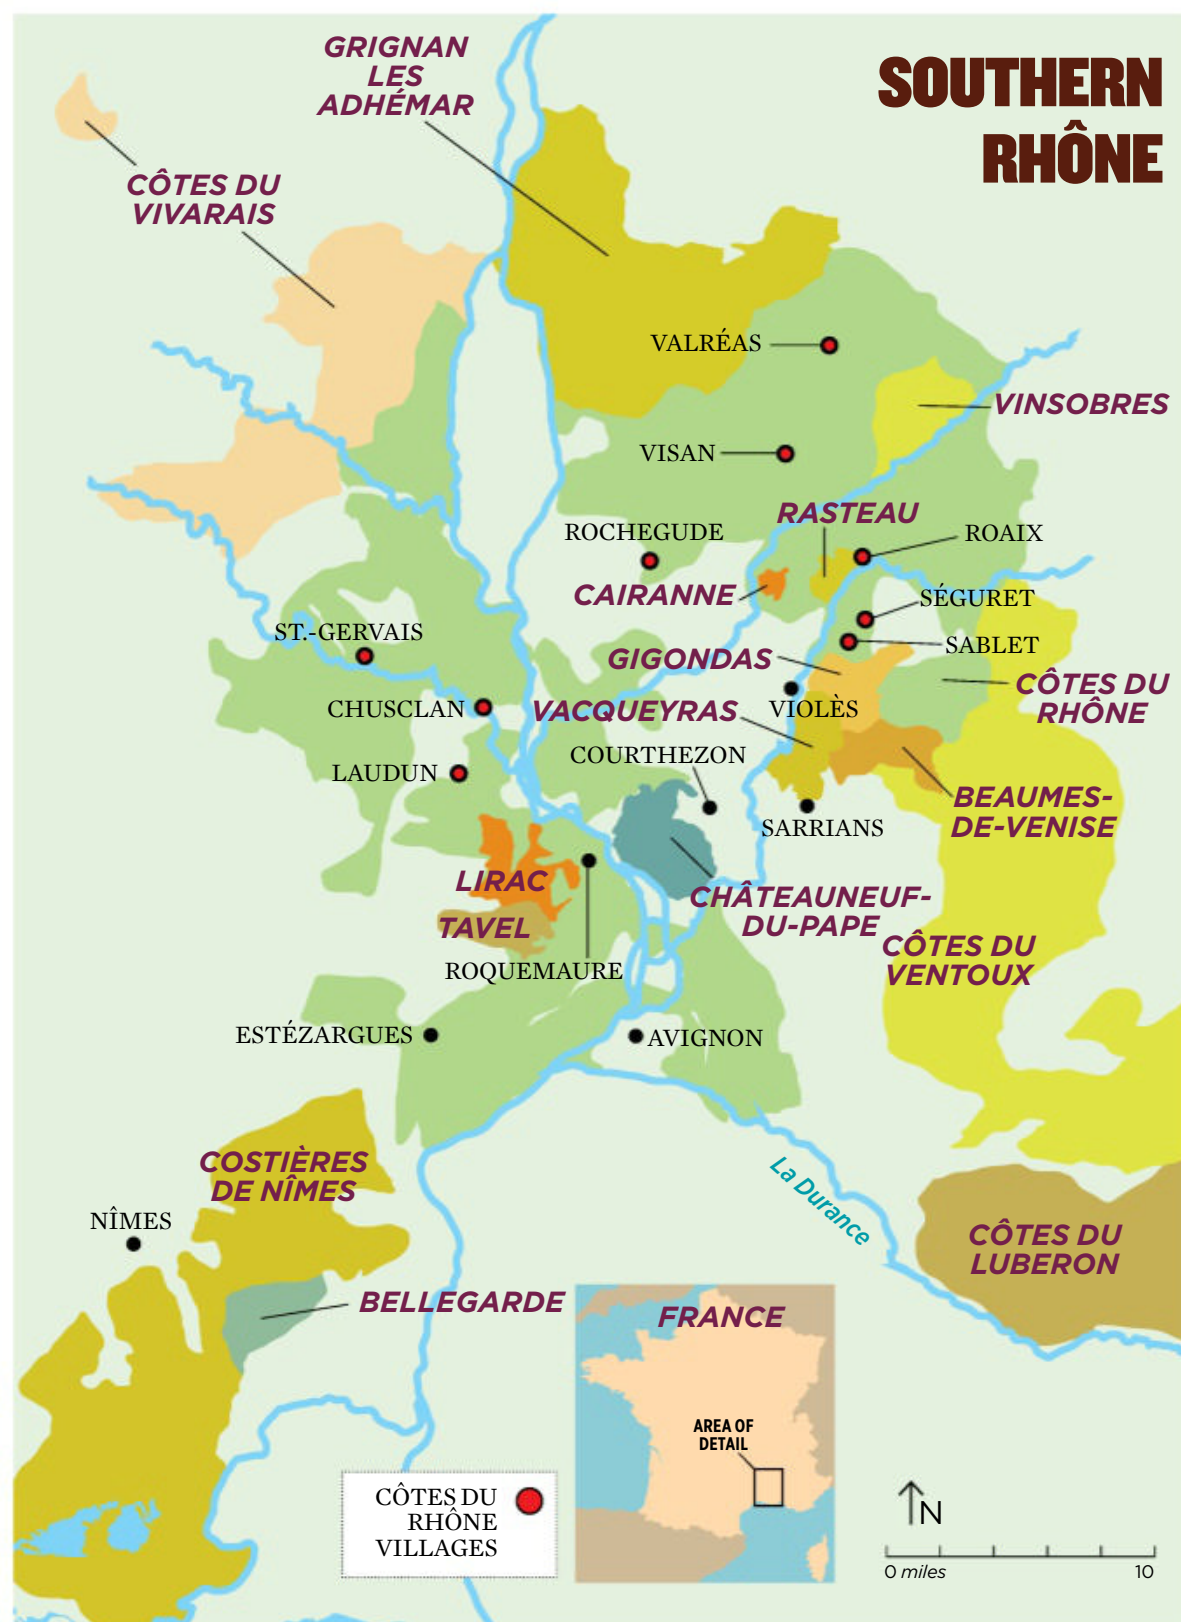 SOUTHERN
RHÔNE
GRIGNAN
LES
ADHÉMAR
CÔTES DU
VIVARAIS
VALRÉAS
VINSOBRES
VISAN
RASTEAU
ROCHEGUDE
ROAIX
CAIRANNE
SÉGURET
ST.-GERVAIS
SABLET
GIGONDAS
CÔTES DU
RHÔNE
CHUSCLAN
VACQUEYRAS
VIOLÈS
COURTHEZON
LAUDUN
BEAUMES-
DE-VENISE
SARRIANS
LIRAC
CHÂTEAUNEUF-
DU-PAPE
TAVEL
CÔTES DU
VENTOUX
ROQUEMAURE
ESTÉZARGUES
AVIGNON
COSTIÈRES
DE NÎMES
La Durance
NÎMES
CÔTES DU
LUBERON
BELLEGARDE
FRANCE
AREA OF
DETAIL
CÔTES DU
RHÔNE
VILLAGES
N
0 miles 10